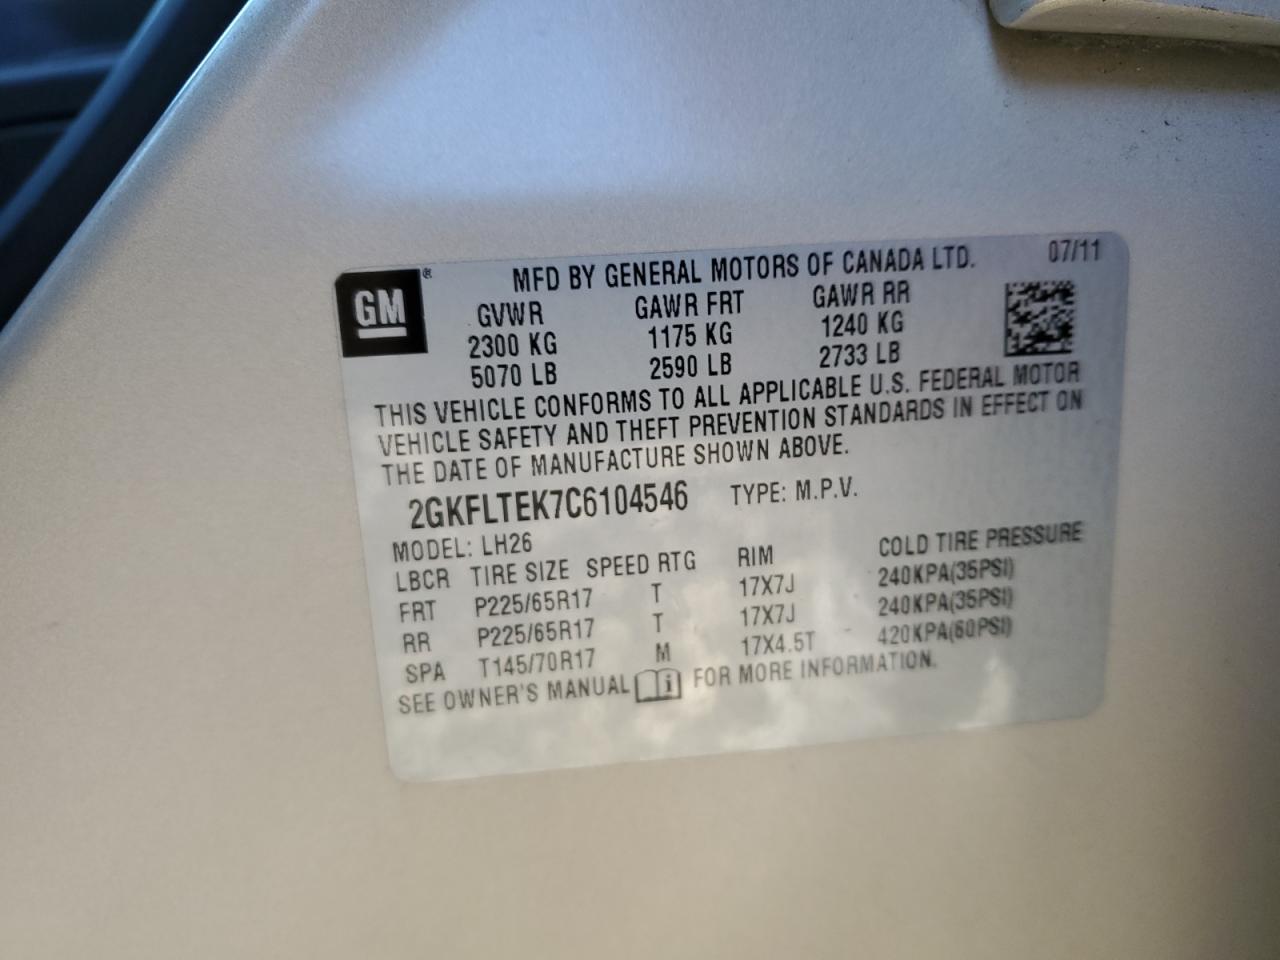 GM ®
MFD BY GENERAL MOTORS OF CANADA LTD. 07/11
GVWR GAWR FRT GAWR RR
2300 KG 1175 KG 1240 KG
5070 LB 2590 LB 2733 LB
THIS VEHICLE CONFORMS TO ALL APPLICABLE U.S. FEDERAL MOTOR
VEHICLE SAFETY AND THEFT PREVENTION STANDARDS IN EFFECT ON
THE DATE OF MANUFACTURE SHOWN ABOVE.
2GKFLTEK7C6104546 TYPE: M.P.V.
MODEL: LH26
LBCR TIRE SIZE SPEED RTG RIM COLD TIRE PRESSURE
FRT P225/65R17 T 17X7J 240KPA(35PSI)
RR P225/65R17 T 17X7J 240KPA(35PSI)
SPA T145/70R17 M 17X4.5T 420KPA(60PSI)
SEE OWNER'S MANUAL i FOR MORE INFORMATION.